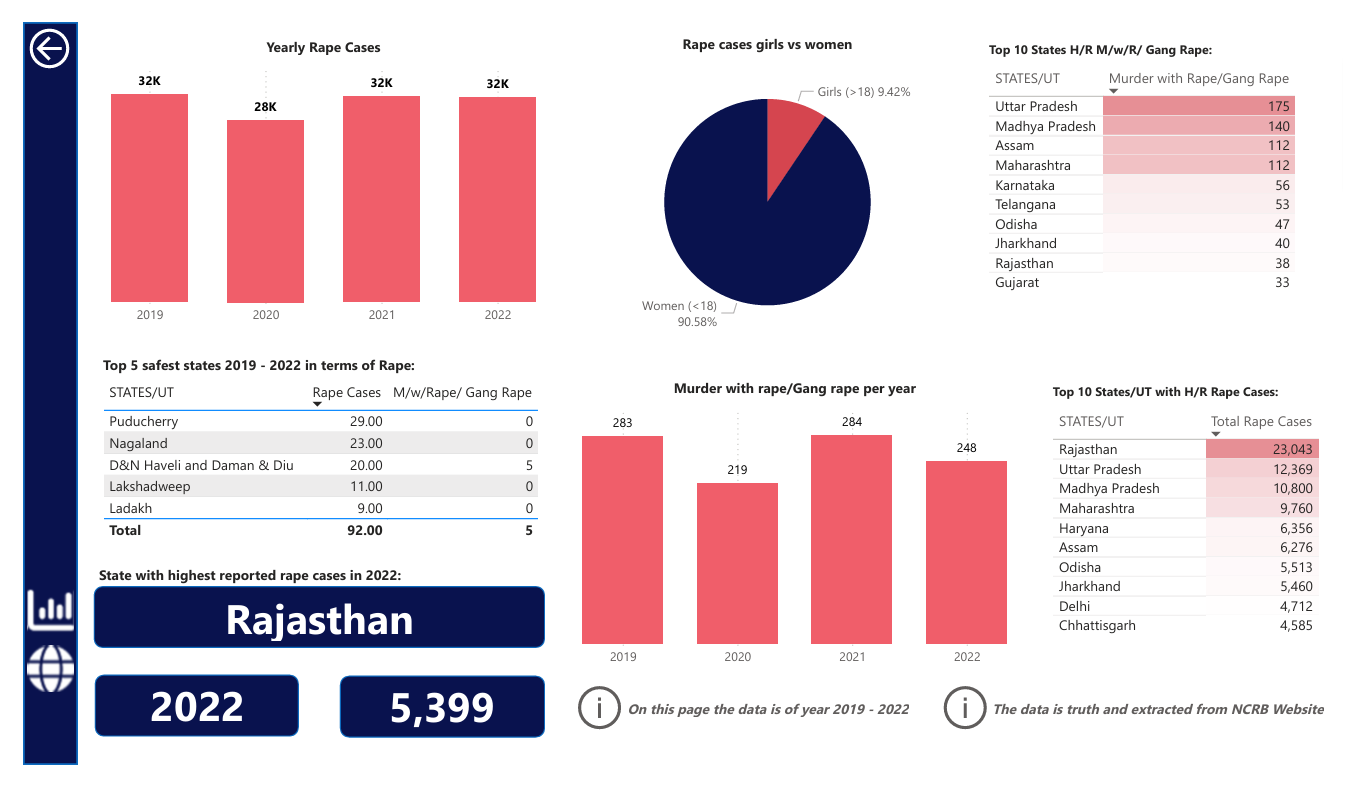 Yearly Rape Cases
32K
28K
32K
32K
2019
2020
2021
2022
Rape cases girls vs women
Girls (>18) 9.42%
Women (<18)
90.58%
Top 10 States H/R M/w/R/ Gang Rape:
STATES/UT Murder with Rape/Gang Rape
Uttar Pradesh 175
Madhya Pradesh 140
Assam 112
Maharashtra 112
Karnataka 56
Telangana 53
Odisha 47
Jharkhand 40
Rajasthan 38
Gujarat 33
Top 5 safest states 2019 - 2022 in terms of Rape:
STATES/UT Rape Cases M/w/Rape/ Gang Rape
Puducherry 29.00 0
Nagaland 23.00 0
D&N Haveli and Daman & Diu 20.00 5
Lakshadweep 11.00 0
Ladakh 9.00 0
Total 92.00 5
Murder with rape/Gang rape per year
283
219
284
248
2019
2020
2021
2022
Top 10 States/UT with H/R Rape Cases:
STATES/UT Total Rape Cases
Rajasthan 23,043
Uttar Pradesh 12,369
Madhya Pradesh 10,800
Maharashtra 9,760
Haryana 6,356
Assam 6,276
Odisha 5,513
Jharkhand 5,460
Delhi 4,712
Chhattisgarh 4,585
State with highest reported rape cases in 2022:
Rajasthan
2022
5,399
On this page the data is of year 2019 - 2022
The data is truth and extracted from NCRB Website